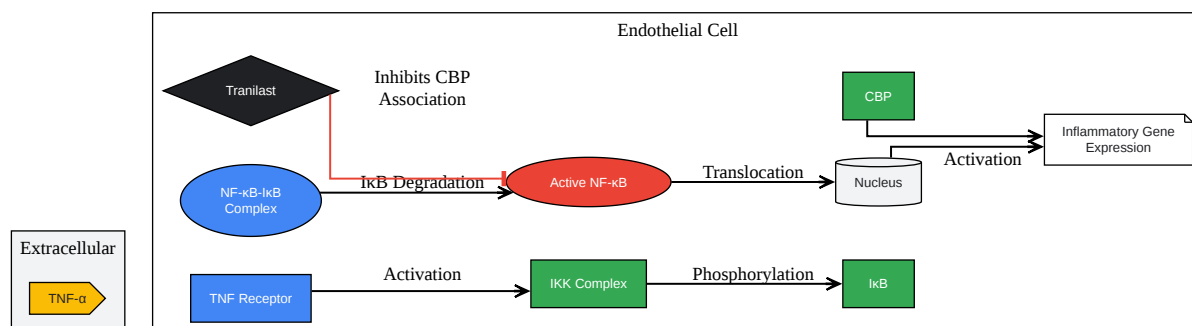 Endothelial Cell
Tranilast
Inhibits CBP
Association
CBP
Inflammatory Gene
Expression
NF-κB-IκB
Complex
IκB Degradation
Active NF-κB
Translocation
Nucleus
Activation
Extracellular
TNF-α
TNF Receptor
Activation
IKK Complex
Phosphorylation
IκB